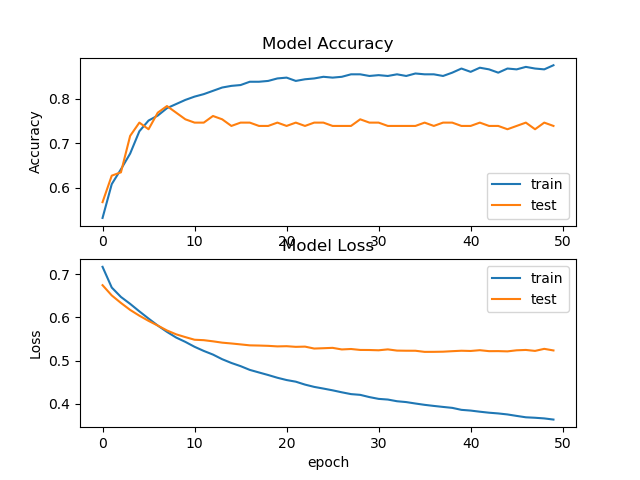 Model Accuracy
Accuracy
0.8
0.7
0.6
train
test
0 10 20 30 40 50
Model Loss
Loss
0.7
0.6
0.5
0.4
train
test
0 10 20 30 40 50
epoch